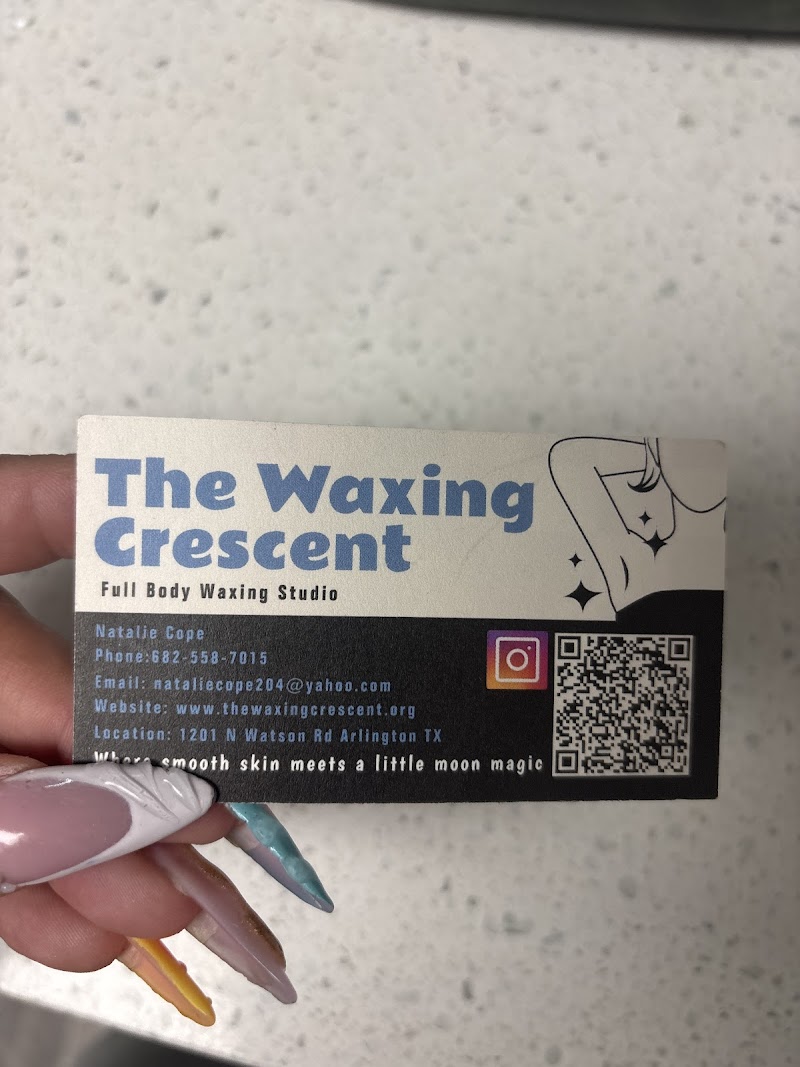 The Waxing
Crescent
Full Body Waxing Studio
Natalie Cope
Phone:682-558-7015
Email: nataliecope204@yahoo.com
Website: www.thewaxingcrescent.org
Location: 1201 N Watson Rd Arlington TX
Where smooth skin meets a little moon magic